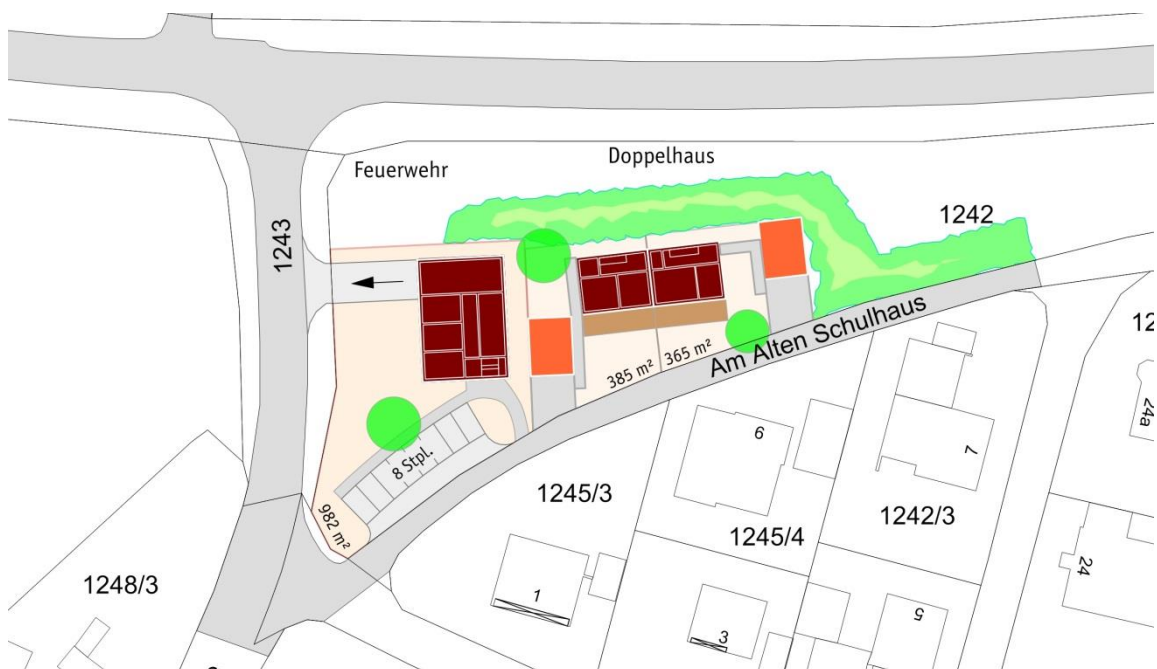 Feuerwehr
Doppelhaus
1242
1243
385 m²
365 m²
Am Alten Schulhaus
8 Stpl.
982 m²
1245/3
6
1245/4
7
1242/3
24a
24
1248/3
1
3
5